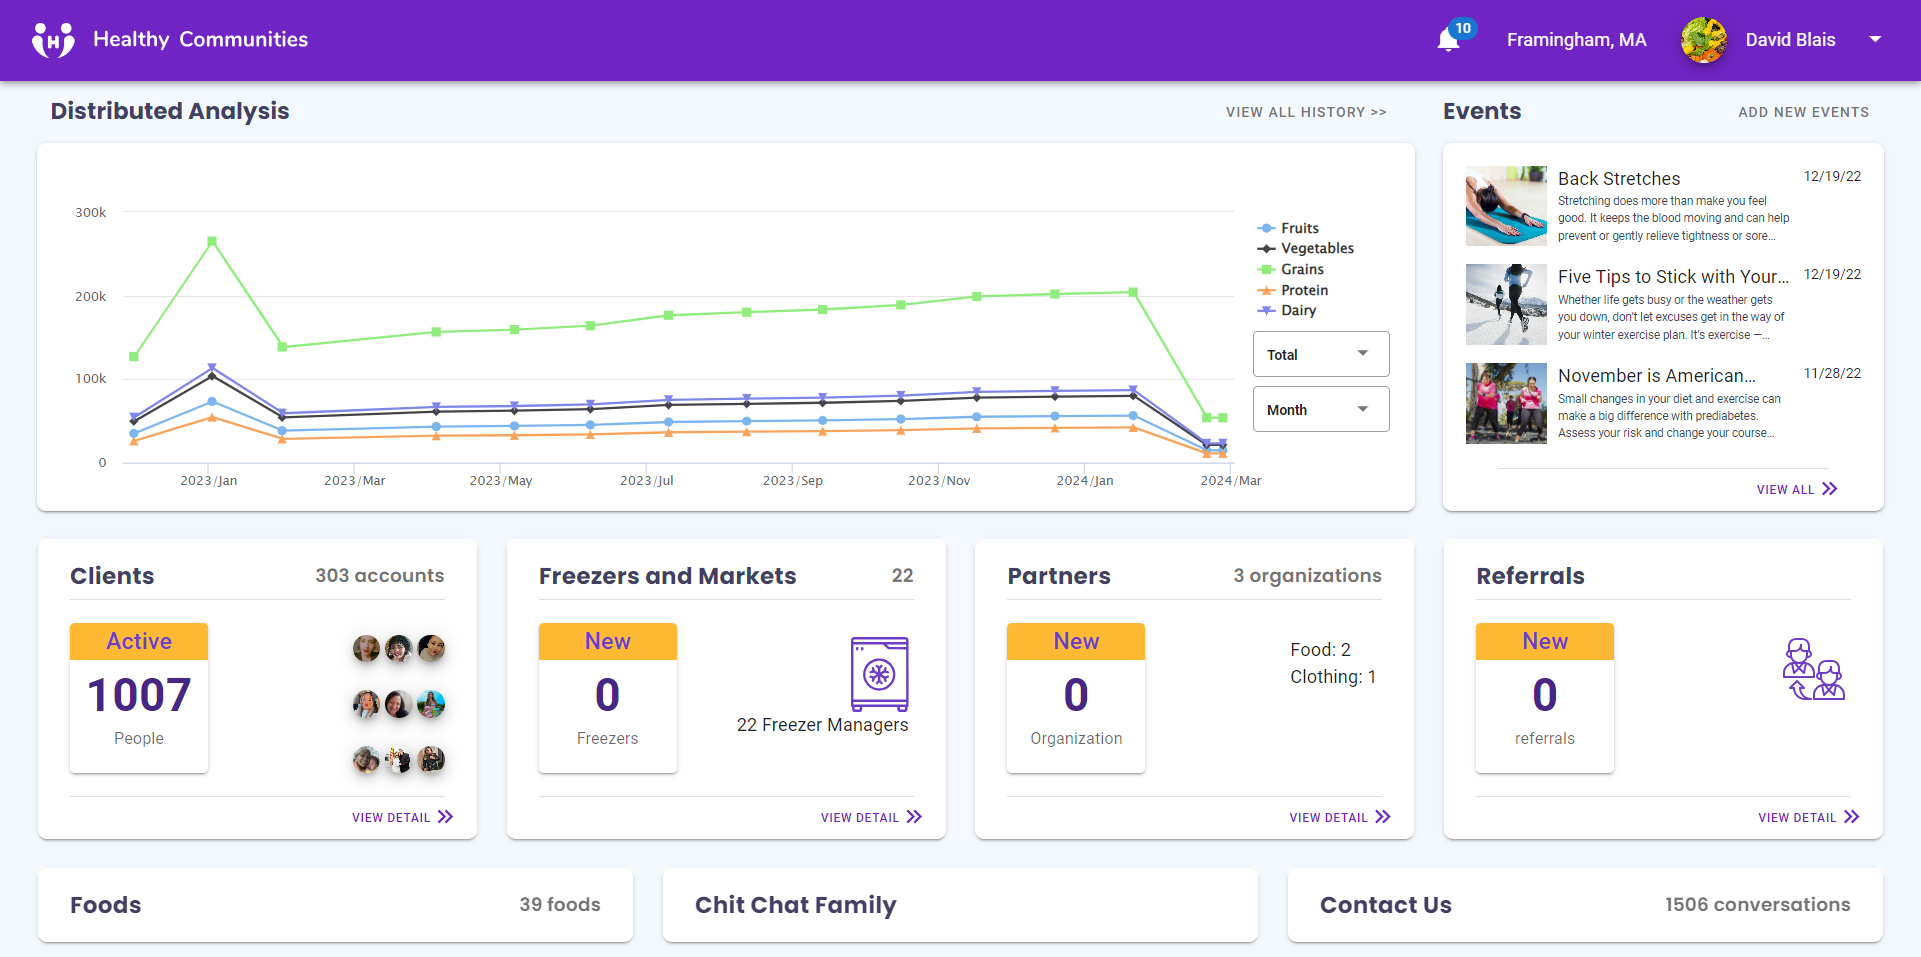 Healthy Communities
10
Framingham, MA
David Blais
Distributed Analysis
VIEW ALL HISTORY >>
300k
200k
100k
0
2023/Jan
2023/Mar
2023/May
2023/Jul
2023/Sep
2023/Nov
2024/Jan
2024/Mar
Fruits
Vegetables
Grains
Protein
Dairy
Total
Month
Events
ADD NEW EVENTS
Back Stretches
12/19/22
Stretching does more than make you feel
good. It keeps the blood moving and can help
prevent or gently relieve tightness or sore...
Five Tips to Stick with Your...
12/19/22
Whether life gets busy or the weather gets
you down, don't let excuses get in the way of
your winter exercise plan. It's exercise —...
November is American...
11/28/22
Small changes in your diet and exercise can
make a big difference with prediabetes.
Assess your risk and change your course...
VIEW ALL
Clients
303 accounts
Active
1007
People
VIEW DETAIL
Freezers and Markets
22
New
0
Freezers
22 Freezer Managers
VIEW DETAIL
Partners
3 organizations
New
0
Organization
Food: 2
Clothing: 1
VIEW DETAIL
Referrals
New
0
referrals
VIEW DETAIL
Foods
39 foods
Chit Chat Family
Contact Us
1506 conversations